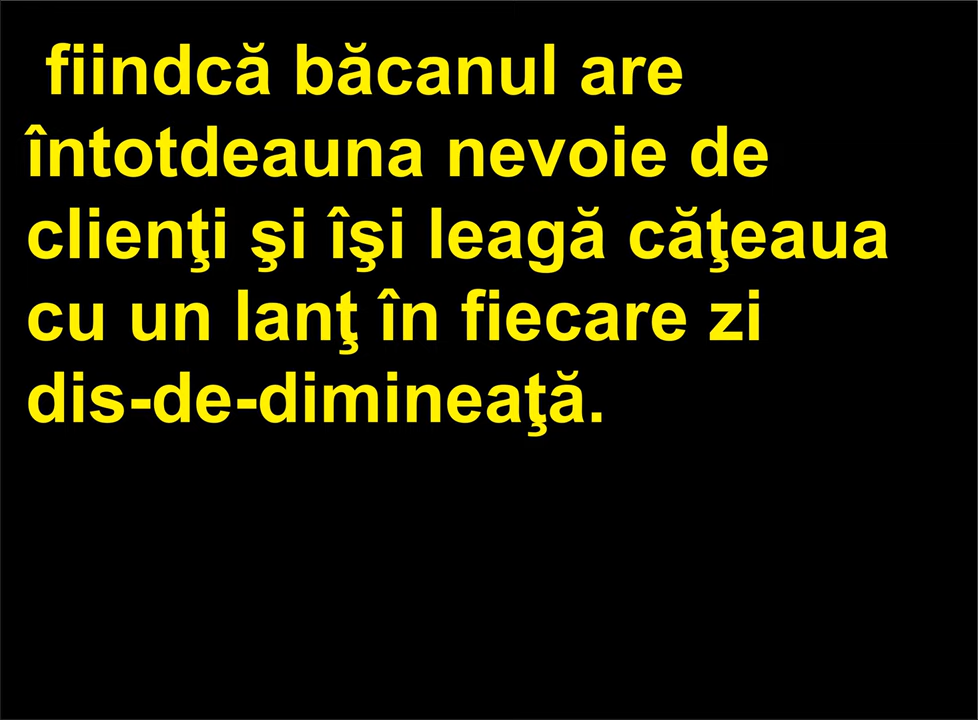 fiindcă băcanul are
întotdeauna nevoie de
clienţi şi îşi leagă căţeaua
cu un lanţ în fiecare zi
dis-de-dimineaţă.